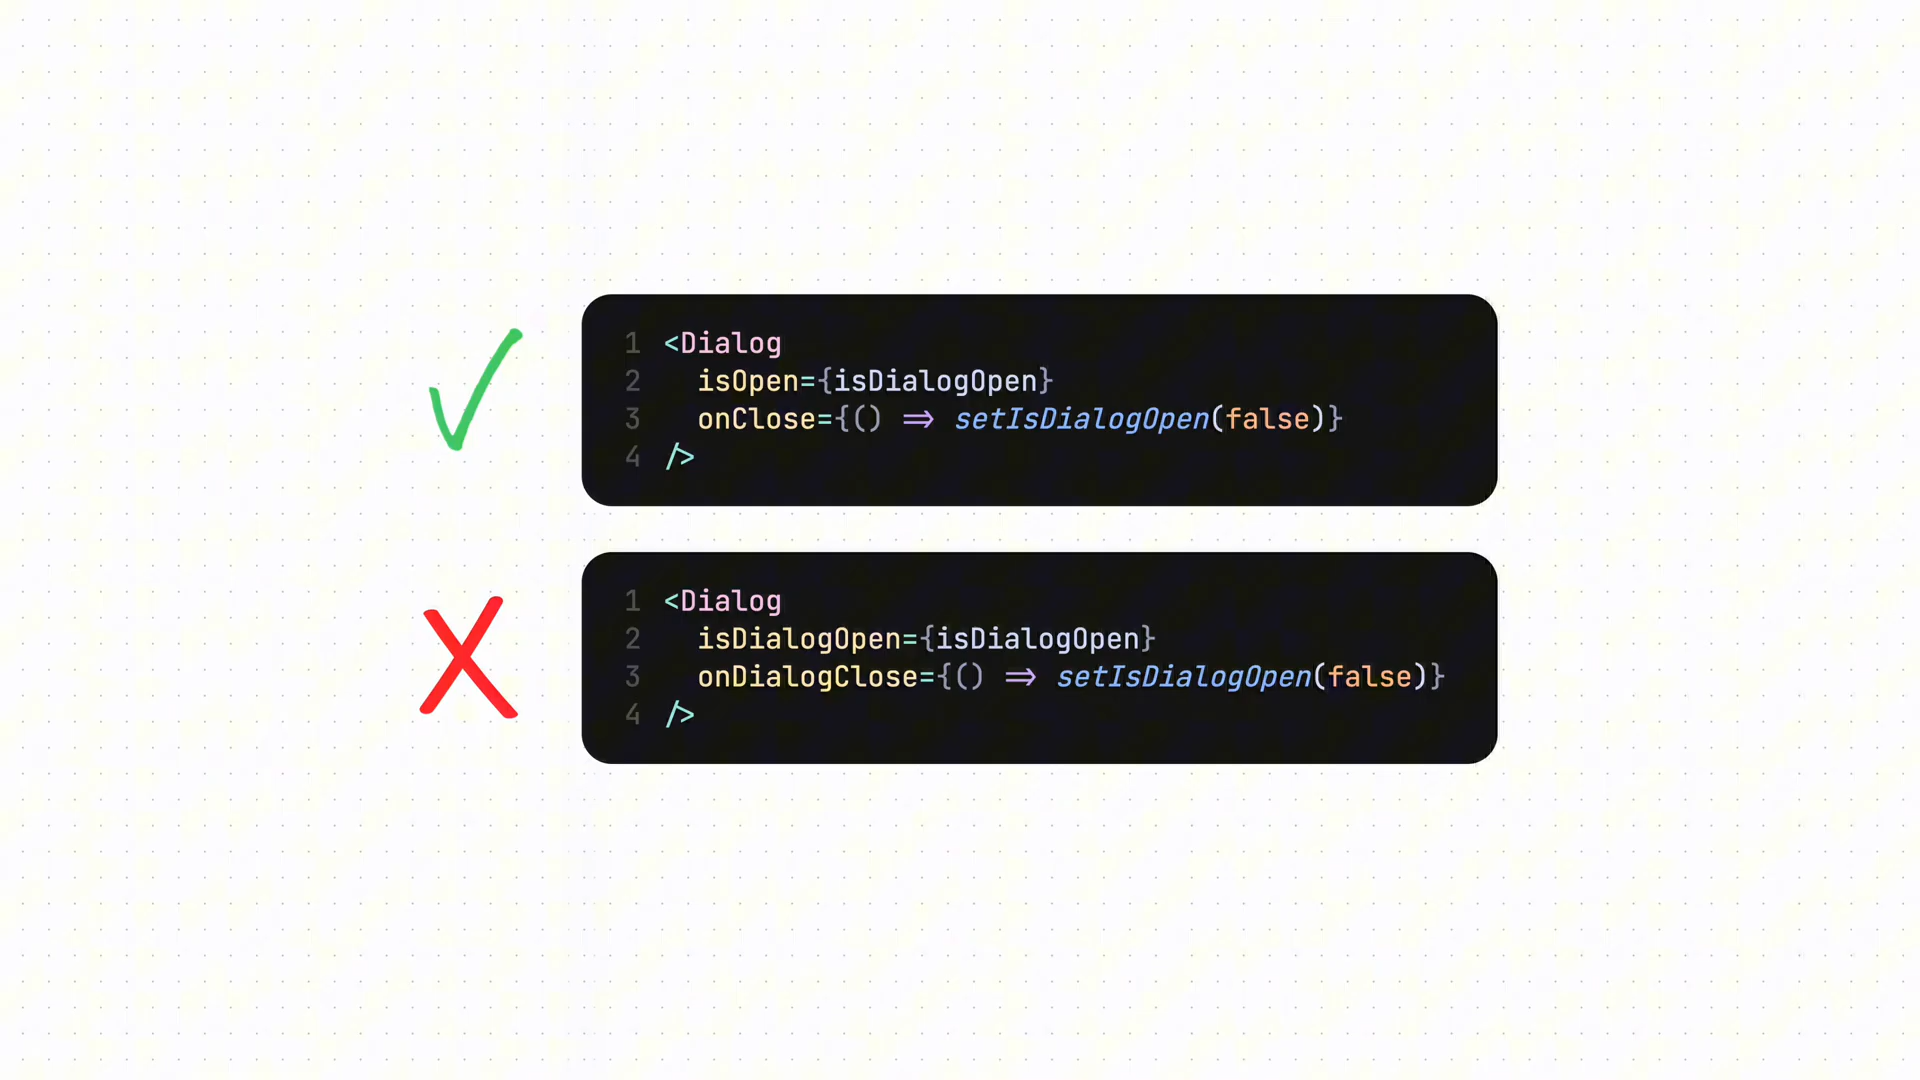 1 <Dialog
2   isOpen={isDialogOpen}
3   onClose={() => setIsDialogOpen(false)}
4 />
1 <Dialog
2   isDialogOpen={isDialogOpen}
3   onDialogClose={() => setIsDialogOpen(false)}
4 />